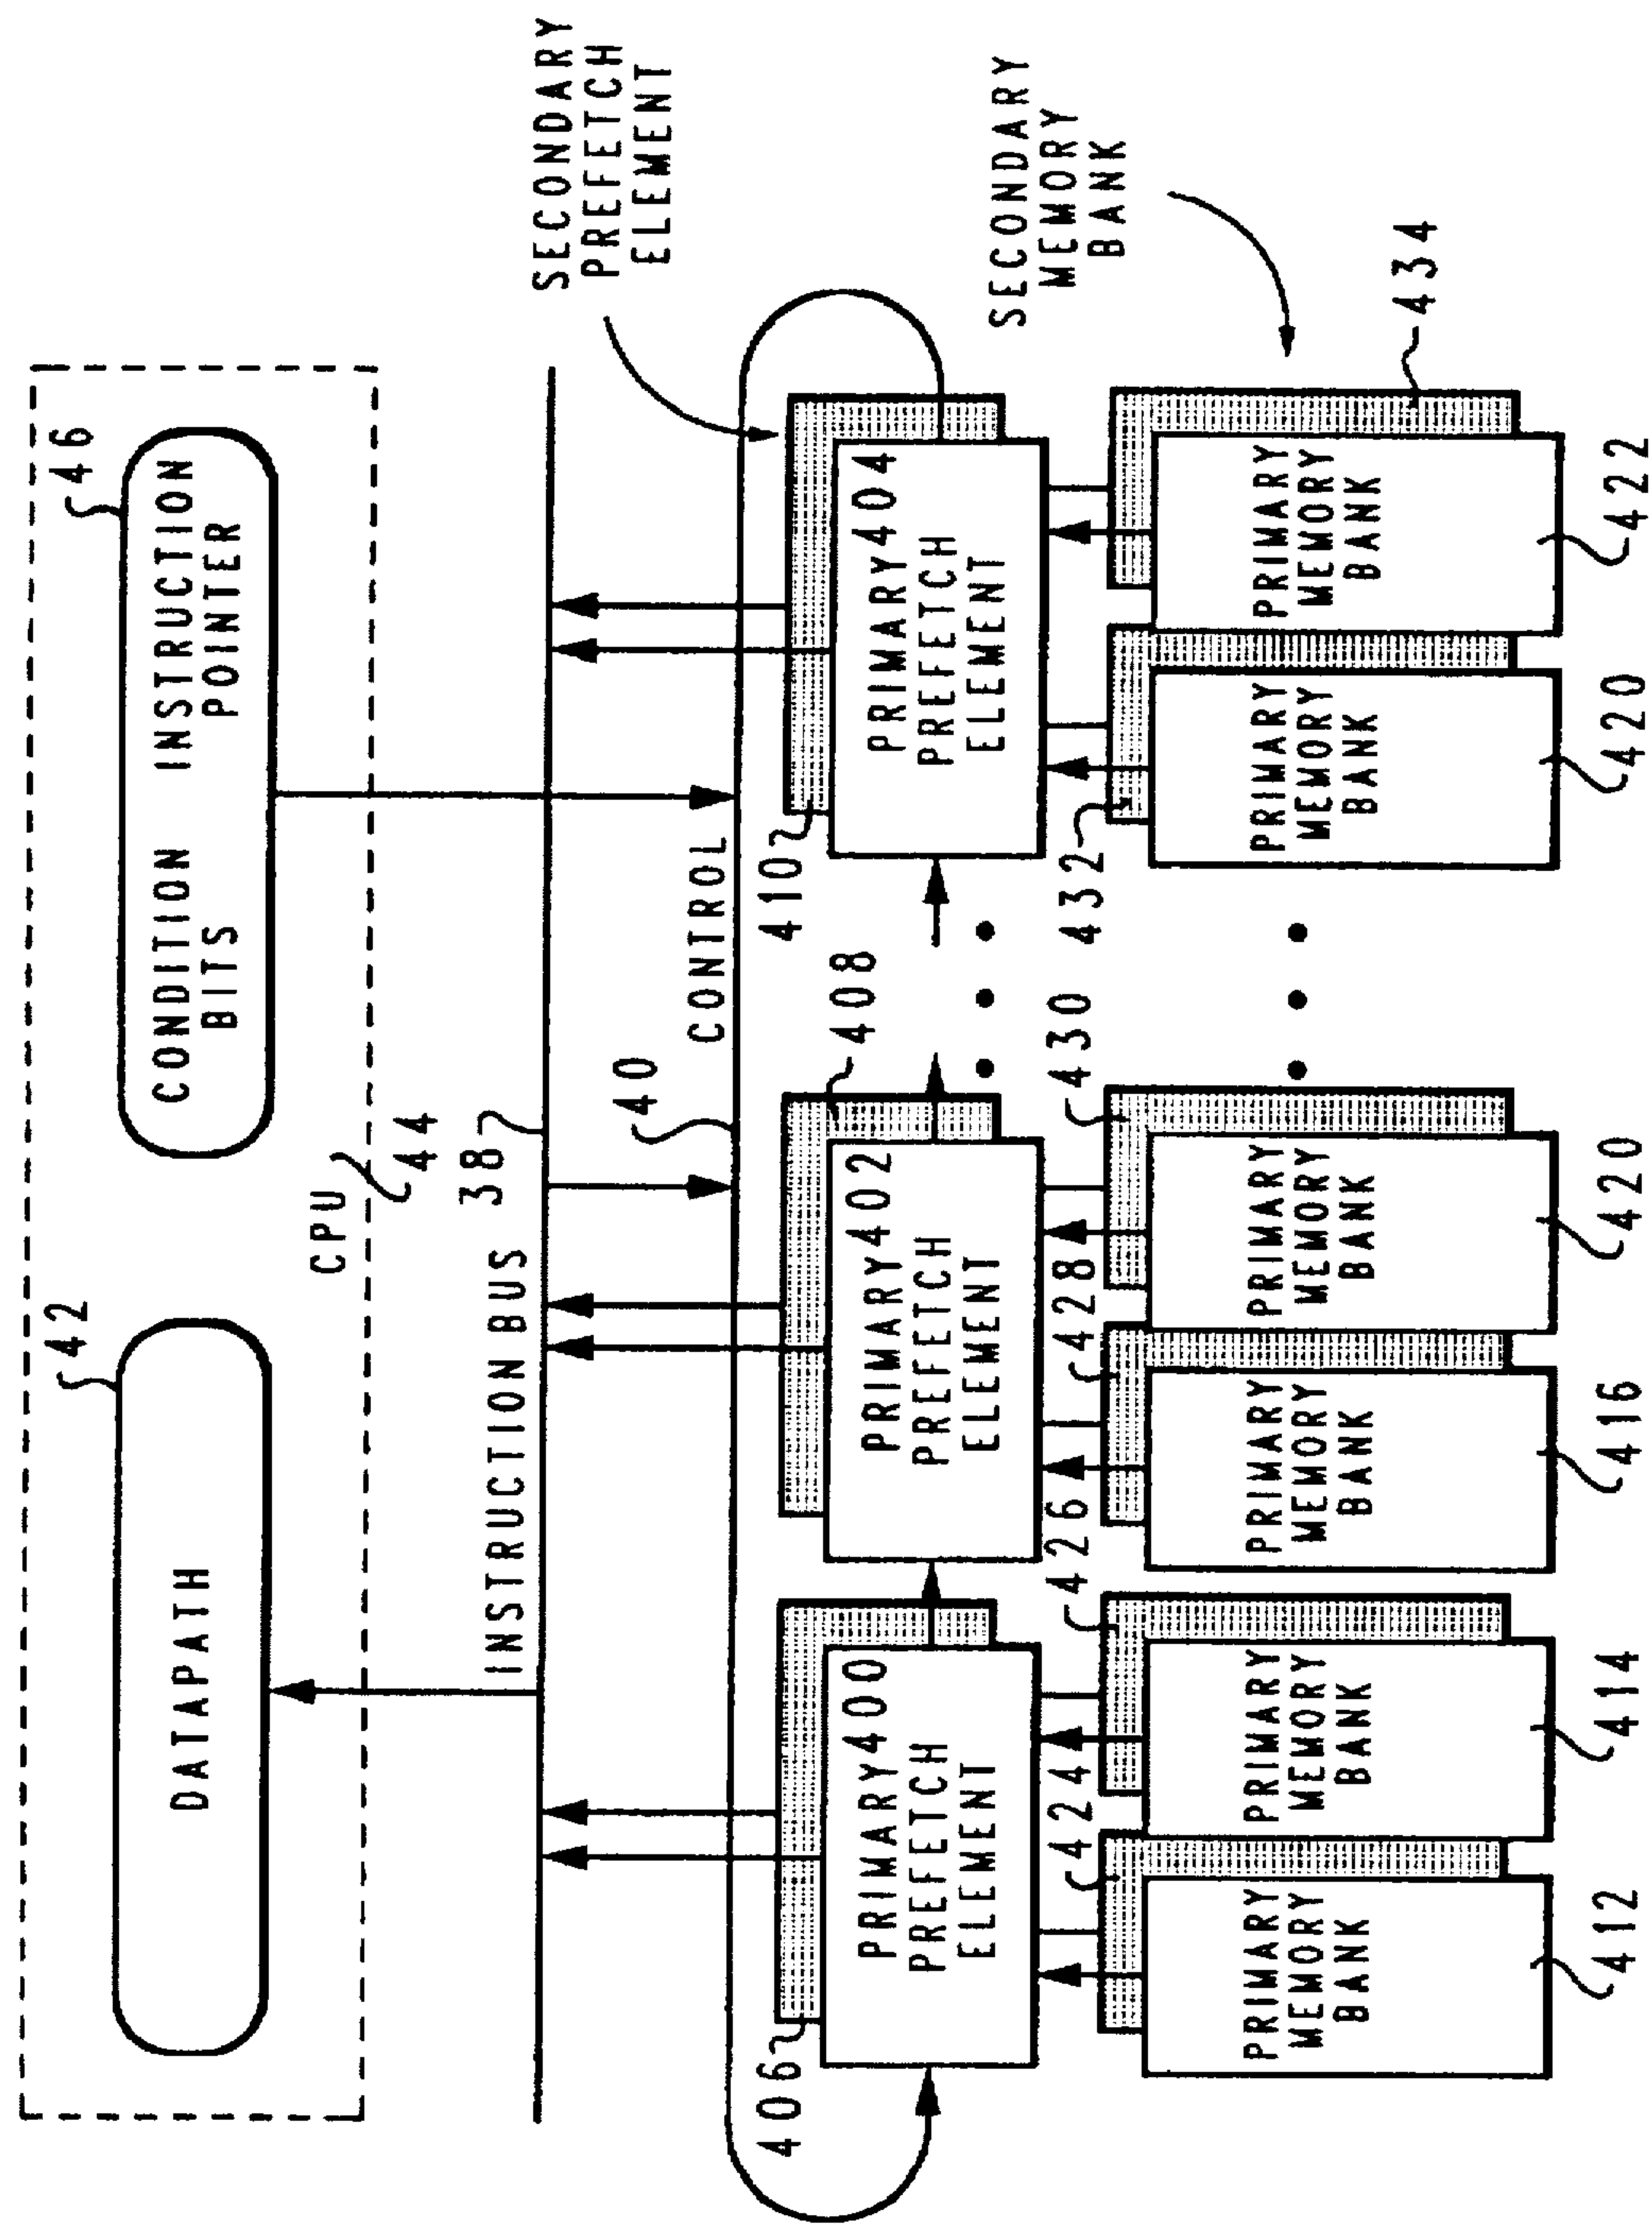 42
46
DATAPATH
CONDITION INSTRUCTION
BITS POINTER
CPU
44
INSTRUCTION BUS
38
40
CONTROL
SECONDARY
PREFETCH
ELEMENT
406
PRIMARY 400
PREFETCH
ELEMENT
408
PRIMARY 402
PREFETCH
ELEMENT
410
PRIMARY 404
PREFETCH
ELEMENT
SECONDARY
MEMORY
BANK
424
426
428
430
432
434
PRIMARY
MEMORY
BANK
PRIMARY
MEMORY
BANK
PRIMARY
MEMORY
BANK
PRIMARY
MEMORY
BANK
PRIMARY
MEMORY
BANK
PRIMARY
MEMORY
BANK
412
414
416
420
420
422